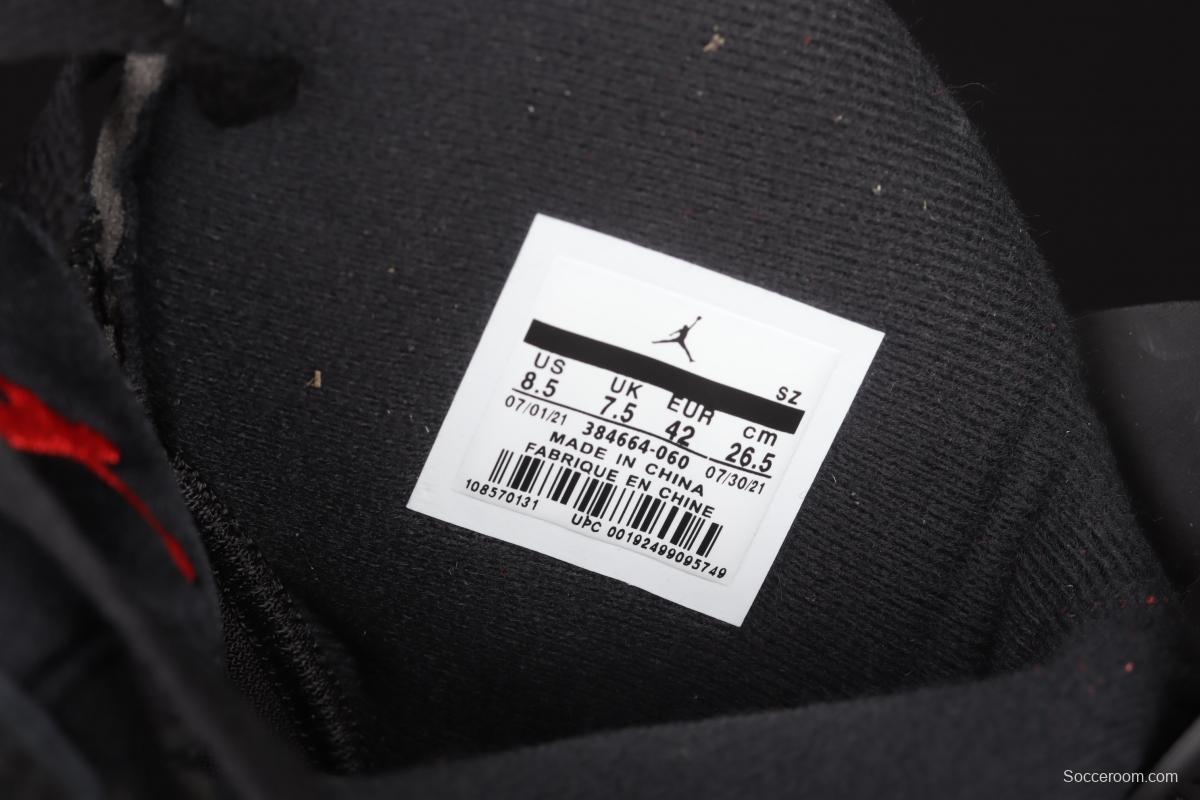 SZ
US UK EUR cm
8.5 7.5 42 26.5
07/01/21 384664-060 07/30/21
MADE IN CHINA
FABRIQUE EN CHINE
108570131 UPC 00192499095749
Socceroom.com